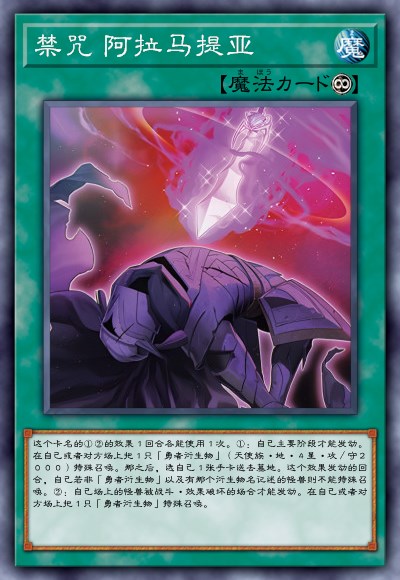 禁咒 阿拉马提亚
魔
【魔法カード】
まほう
这个卡名的①②的效果1回合各能使用1次。①：自己主要阶段才能发动。
在自己或者对方场上把1只「勇者衍生物」（天使族·地·4星·攻／守2
０００）特殊召唤。那之后，选自己1张手卡送去墓地。这个效果发动的回
合，自己若非「勇者衍生物」以及有那个衍生物名记述的怪兽则不能特殊召
唤。②：自己场上的怪兽被战斗·效果破坏的场合才能发动。在自己或者对
方场上把1只「勇者衍生物」特殊召唤。